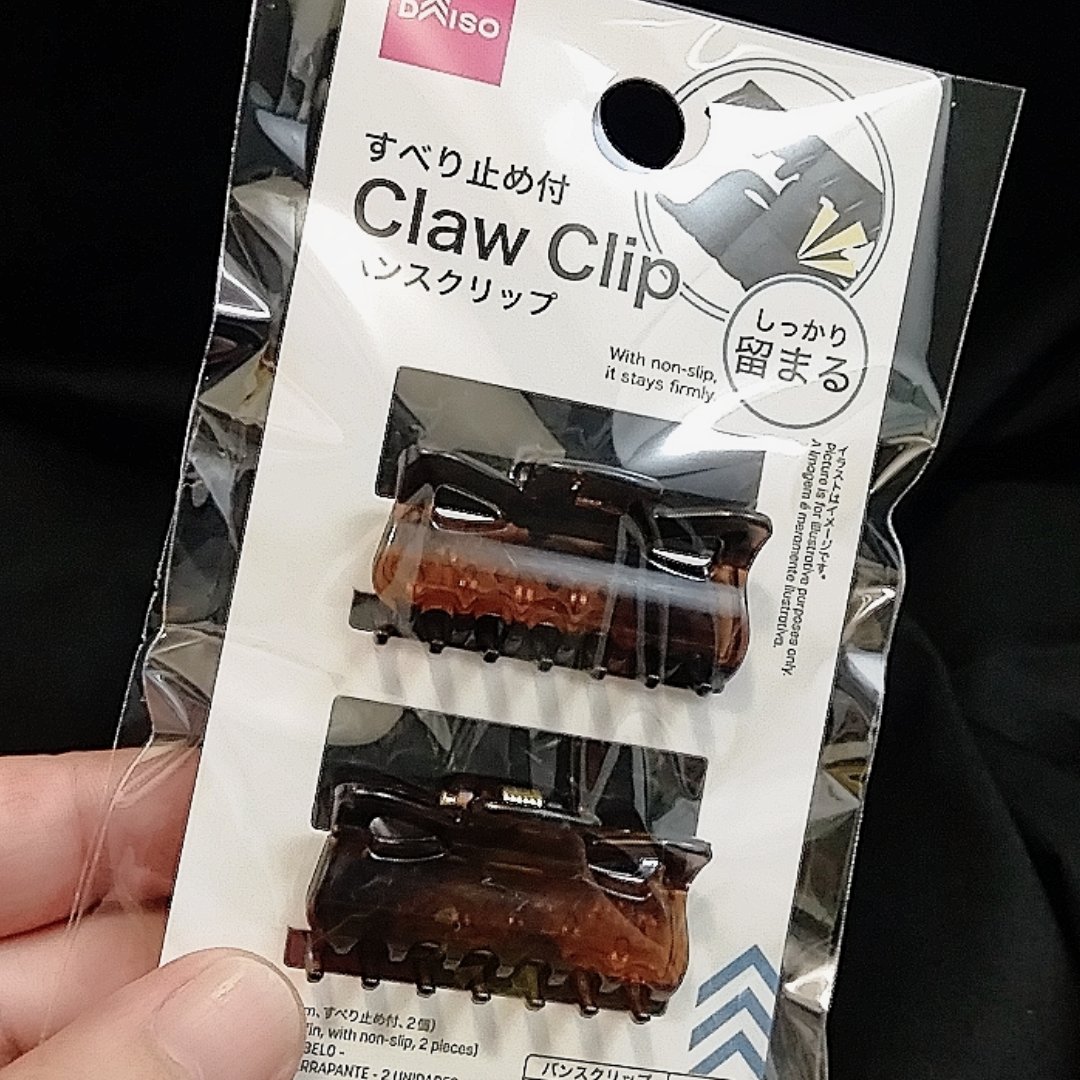 DAISO
すべり止め付
Claw Clip
バンスクリップ
しっかり
留まる
With non-slip,
it stays firmly.
イラストはイメージです。
Picture is for illustrative purposes only.
A imagem é meramente ilustrativa.
すべり止め付、2個)
with non-slip, 2 pieces)
2 UNIDADES
バンスクリップ